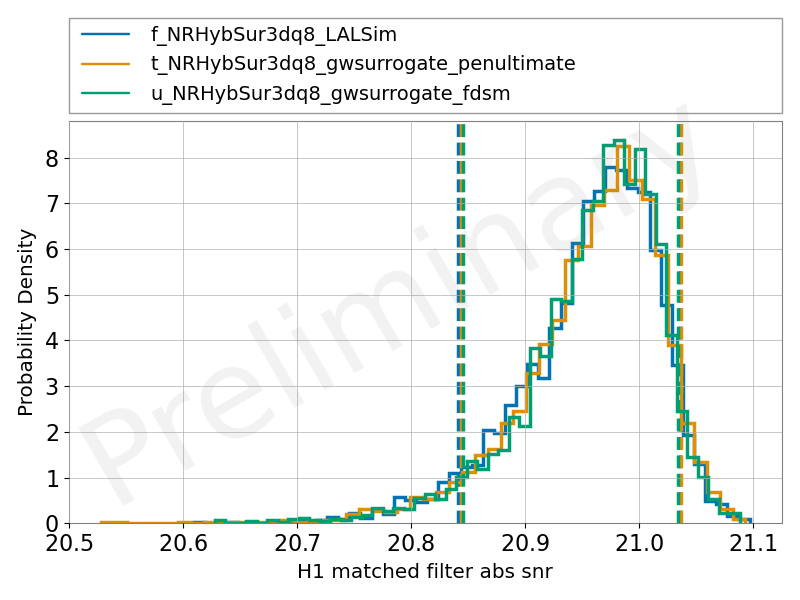 f_NRHybSur3dq8_LALSim
t_NRHybSur3dq8_gwsurrogate_penultimate
u_NRHybSur3dq8_gwsurrogate_fdsm
Preliminary
Probability Density
8
7
6
5
4
3
2
1
0
20.5 20.6 20.7 20.8 20.9 21.0 21.1
H1 matched filter abs snr